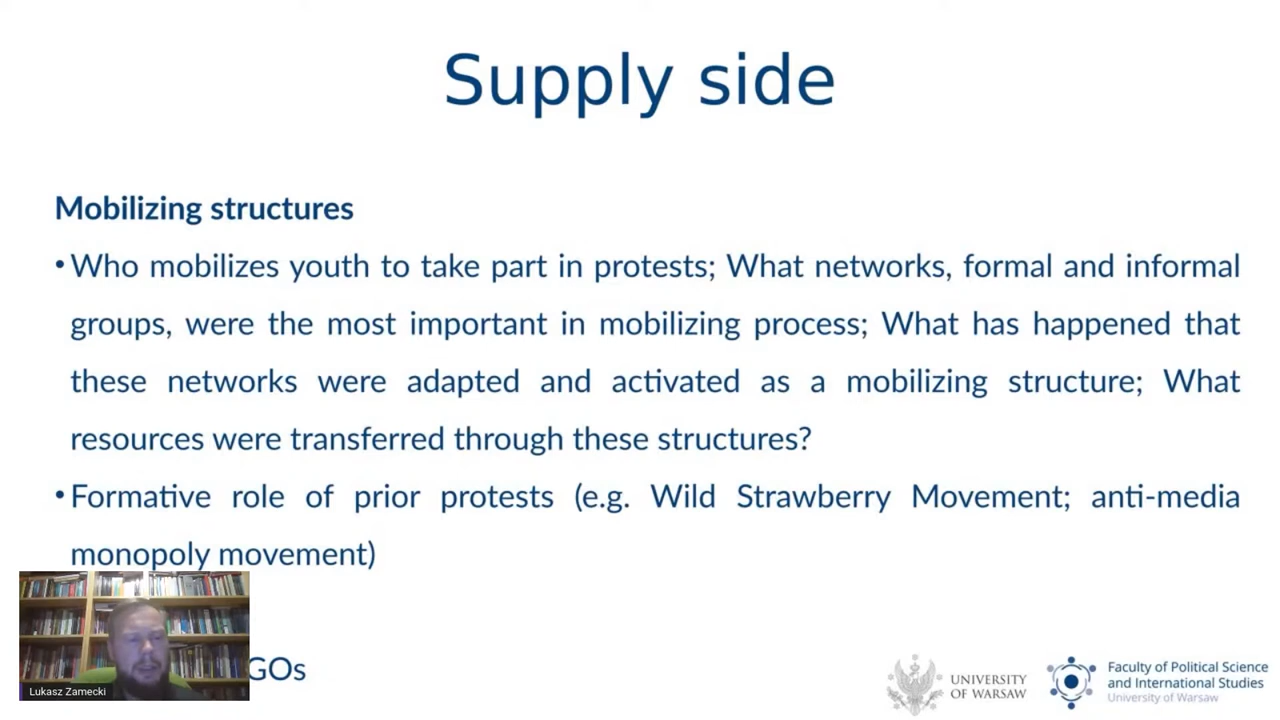 Supply side
Mobilizing structures
• Who mobilizes youth to take part in protests; What networks, formal and informal
groups, were the most important in mobilizing process; What has happened that
these networks were adapted and activated as a mobilizing structure; What
resources were transferred through these structures?
• Formative role of prior protests (e.g. Wild Strawberry Movement; anti-media
monopoly movement)
GOs
Lukasz Zamecki
UNIVERSITY
OF WARSAW
Faculty of Political Science
and International Studies
University of Warsaw